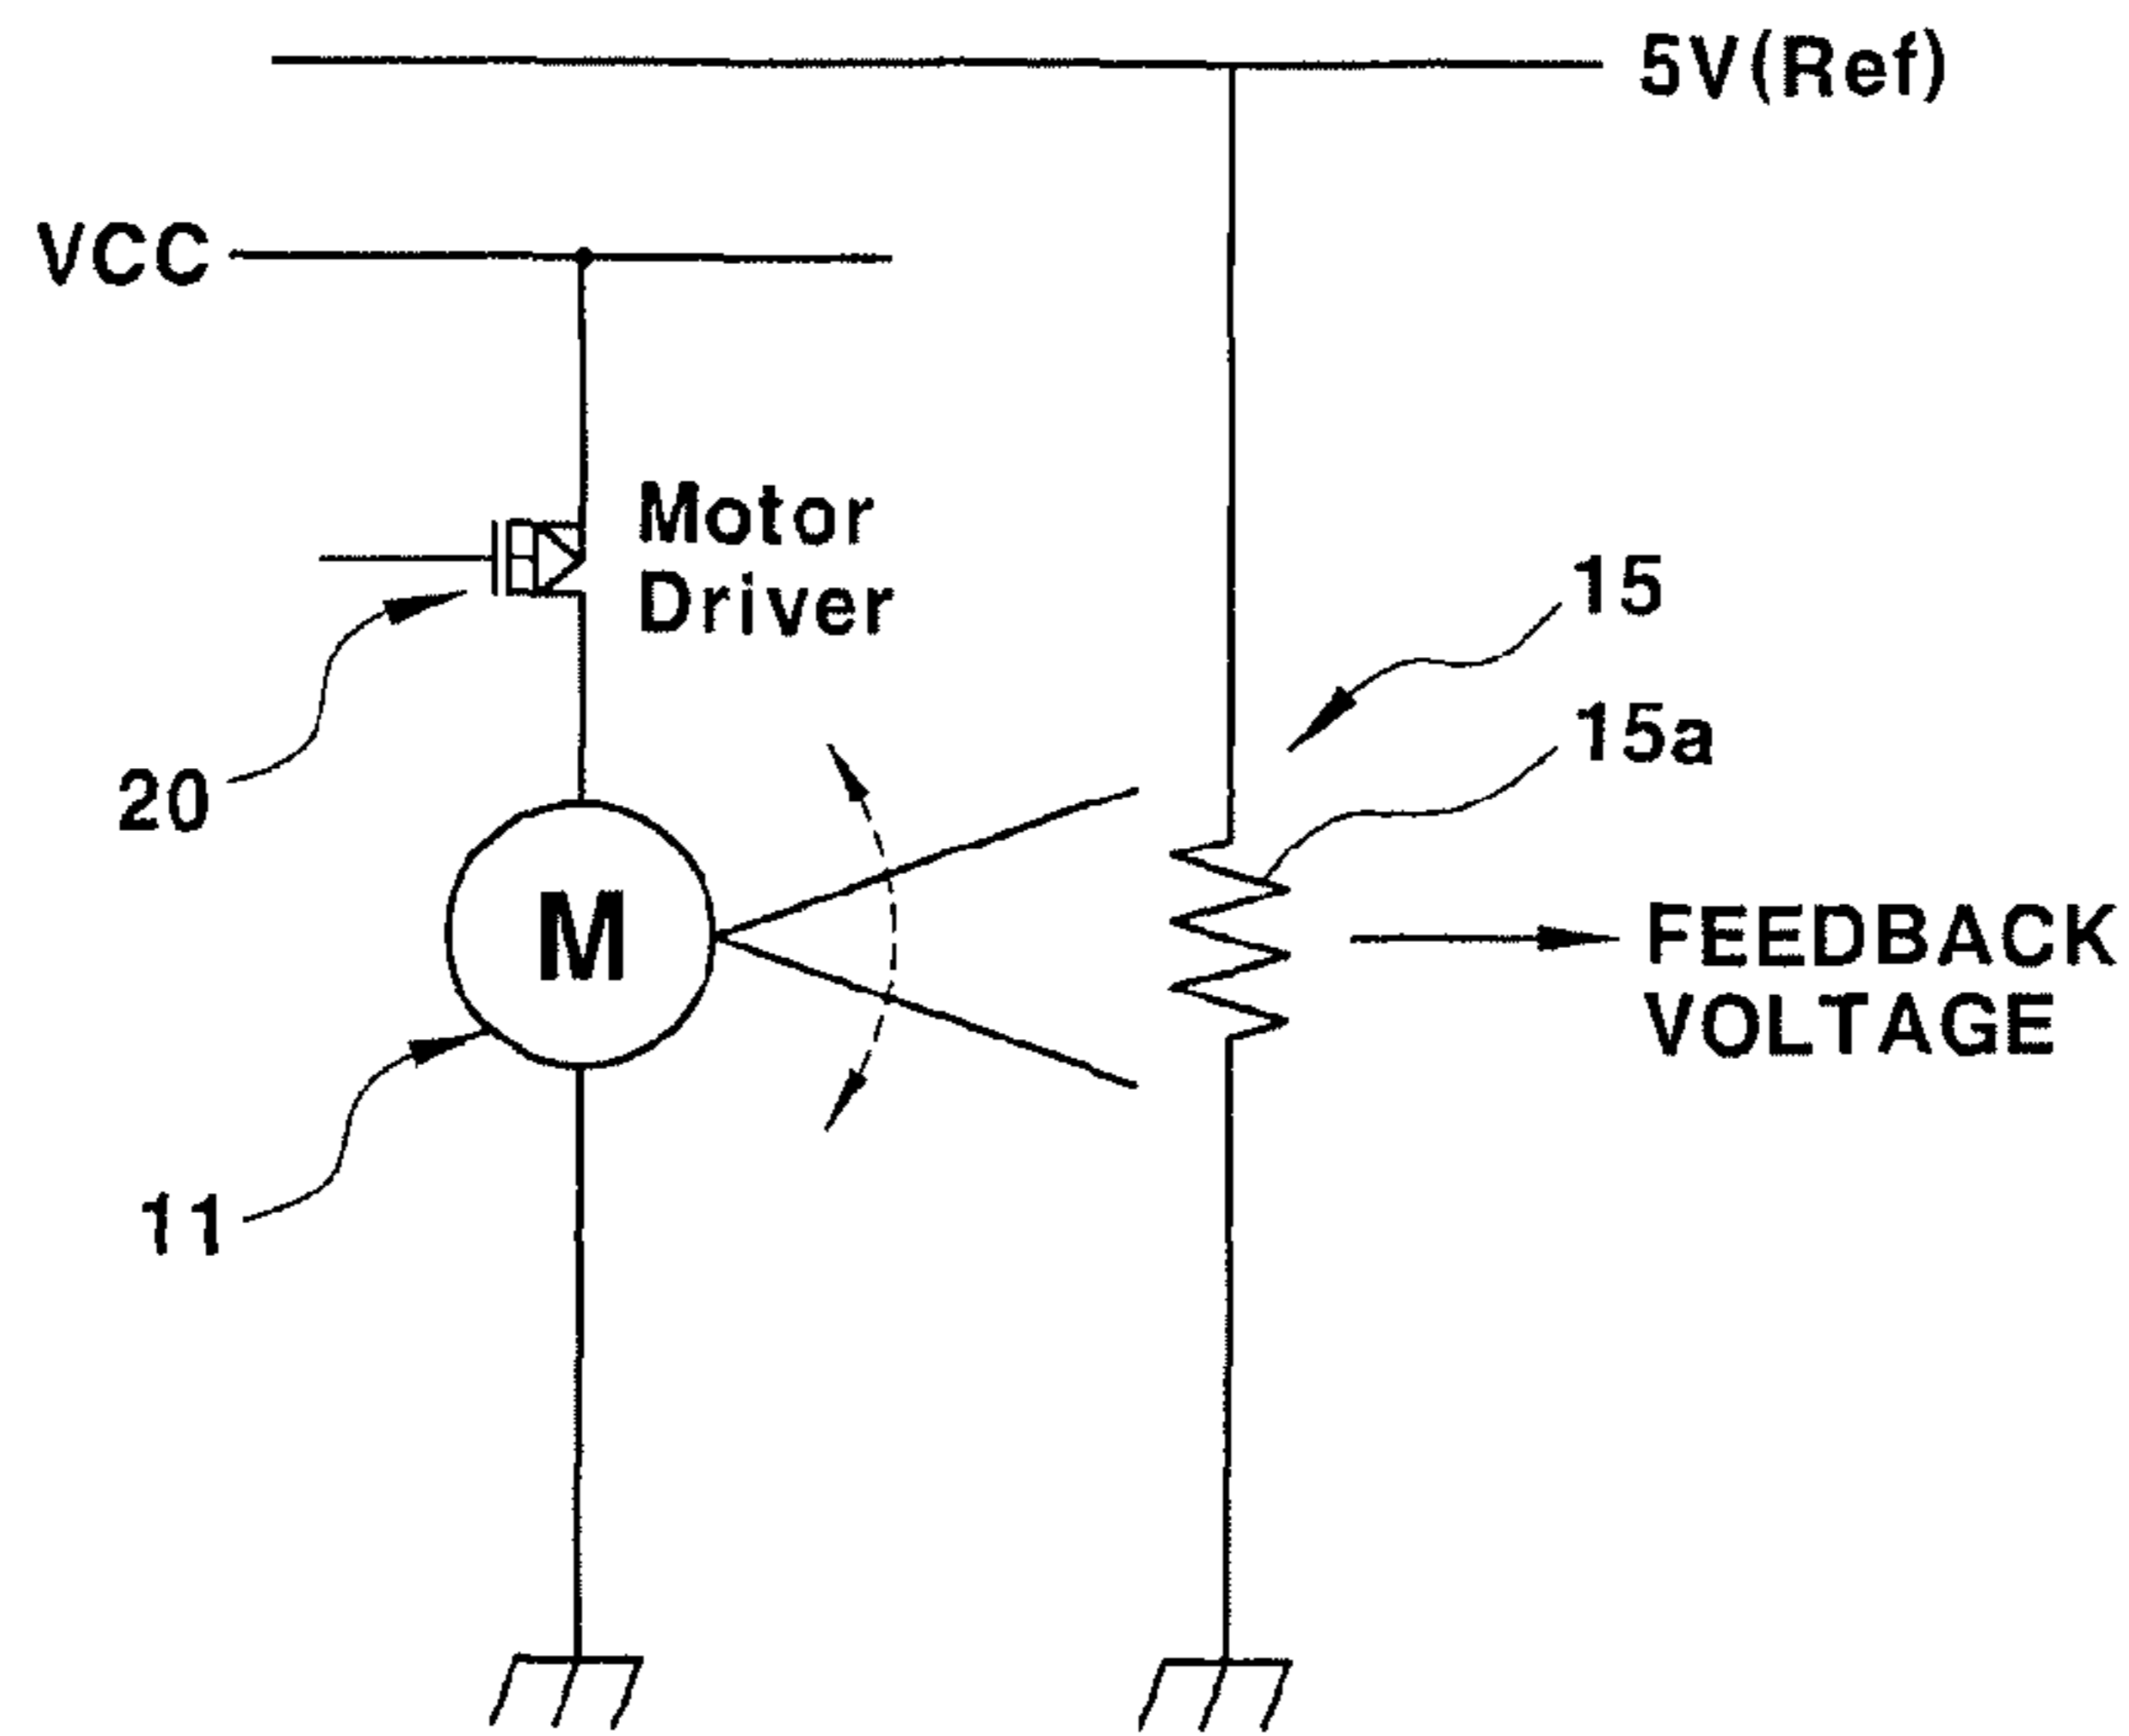 5V(Ref)
VCC
Motor
Driver
15
15a
20
M
FEEDBACK
VOLTAGE
11